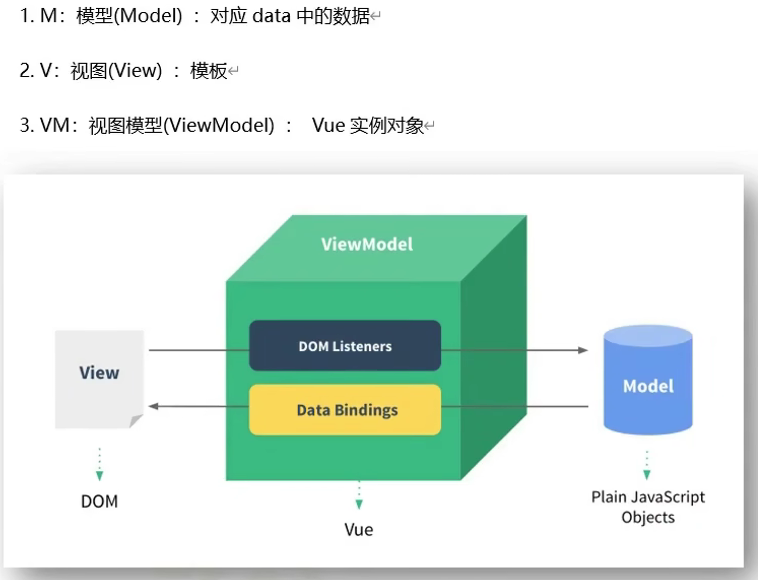 1. M：模型(Model) ：对应 data 中的数据↵
2. V：视图(View) ：模板↵
3. VM：视图模型(ViewModel) ： Vue 实例对象↵
ViewModel
DOM Listeners
View
Model
Data Bindings
DOM
Plain JavaScript
Objects
Vue